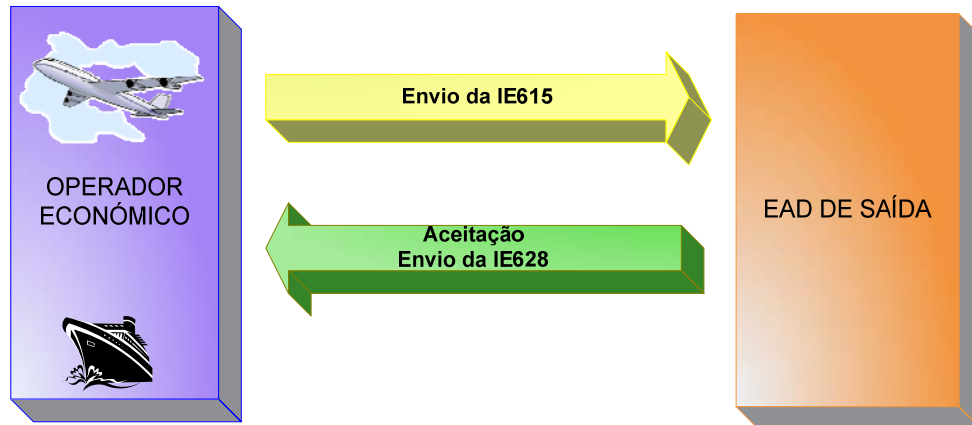 OPERADOR
ECONÓMICO
Envio da IE615
Aceitação
Envio da IE628
EAD DE SAÍDA